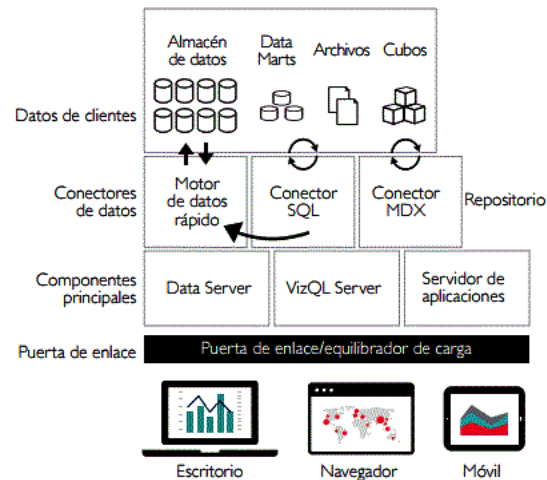 Almacén
de datos
Data
Marts
Archivos
Cubos
Datos de clientes
Conectores
de datos
Motor
de datos
rápido
Conector
SQL
Conector
MDX
Repositorio
Componentes
principales
Data Server
VizQL Server
Servidor de
aplicaciones
Puerta de enlace
Puerta de enlace/equilibrador de carga
Escritorio
Navegador
Móvil